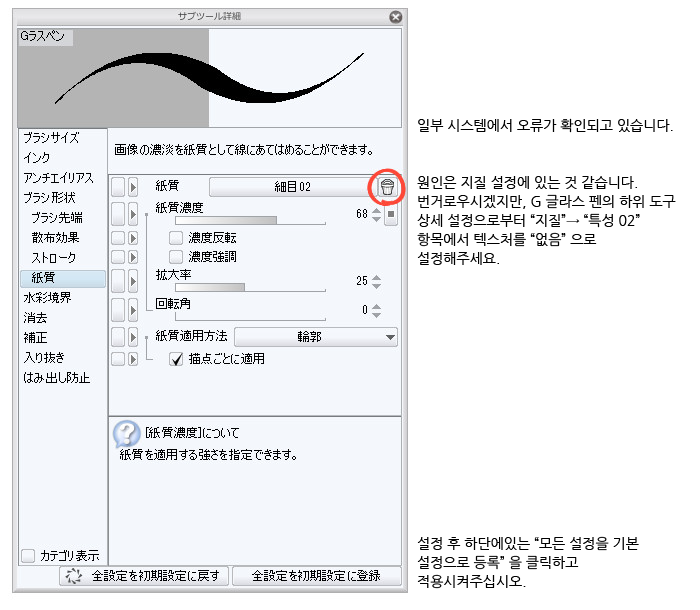 サブツール詳細
Gラスペン
ブラシサイズ
インク
アンチエイリアス
ブラシ形状
ブラシ先端
散布効果
ストローク
紙質
水彩境界
消去
補正
入り抜き
はみ出し防止
カテゴリ表示
画像の濃淡を紙質として線にあてはめることができます。
紙質 細目02
紙質濃度 68
濃度反転
濃度強調
拡大率 25
回転角 0
紙質適用方法 輪郭
描点ごとに適用
[紙質濃度]について
紙質を適用する強さを指定できます。
全設定を初期設定に戻す 全設定を初期設定に登録
일부 시스템에서 오류가 확인되고 있습니다.
원인은 지질 설정에 있는 것 같습니다.
번거로우시겠지만, G 글라스 펜의 하위 도구
상세 설정으로부터 “지질”→ “특성 02”
항목에서 텍스처를 “없음” 으로
설정해주세요.
설정 후 하단에있는 “모든 설정을 기본
설정으로 등록” 을 클릭하고
적용시켜주십시오.